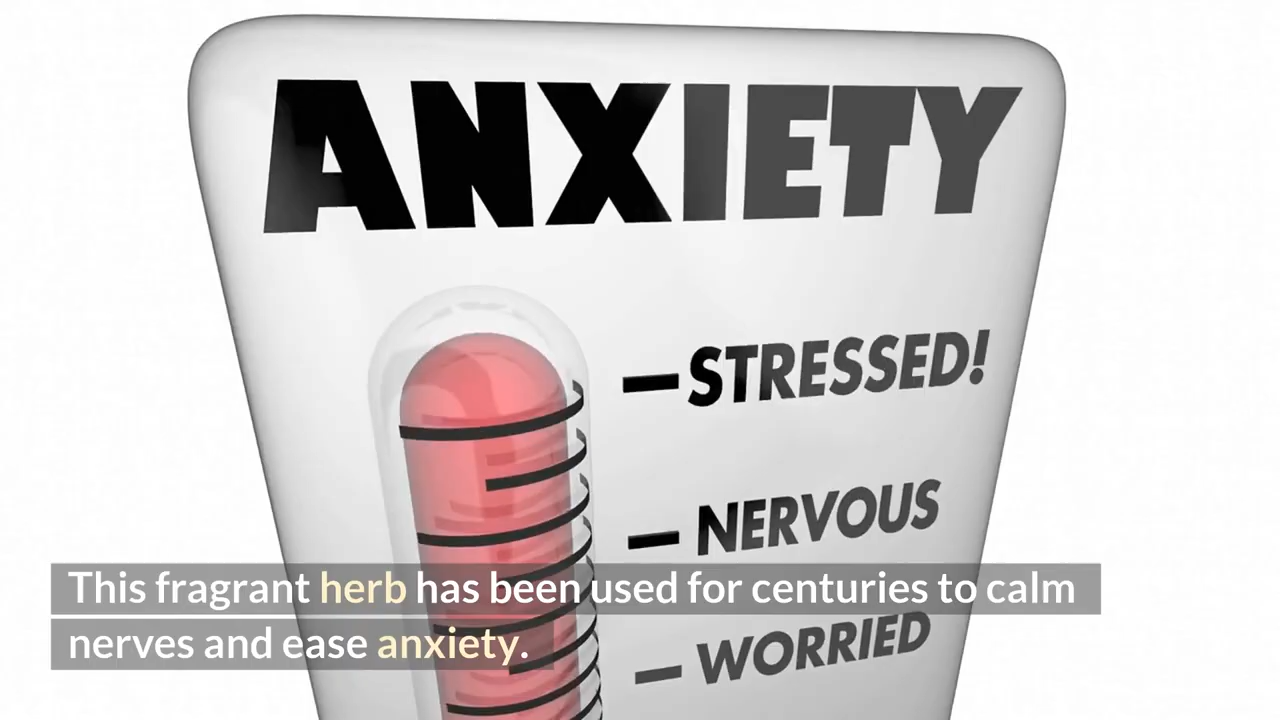 ANXIETY
STRESSED!
NERVOUS
This fragrant herb has been used for centuries to calm
nerves and ease anxiety.
WORRIED